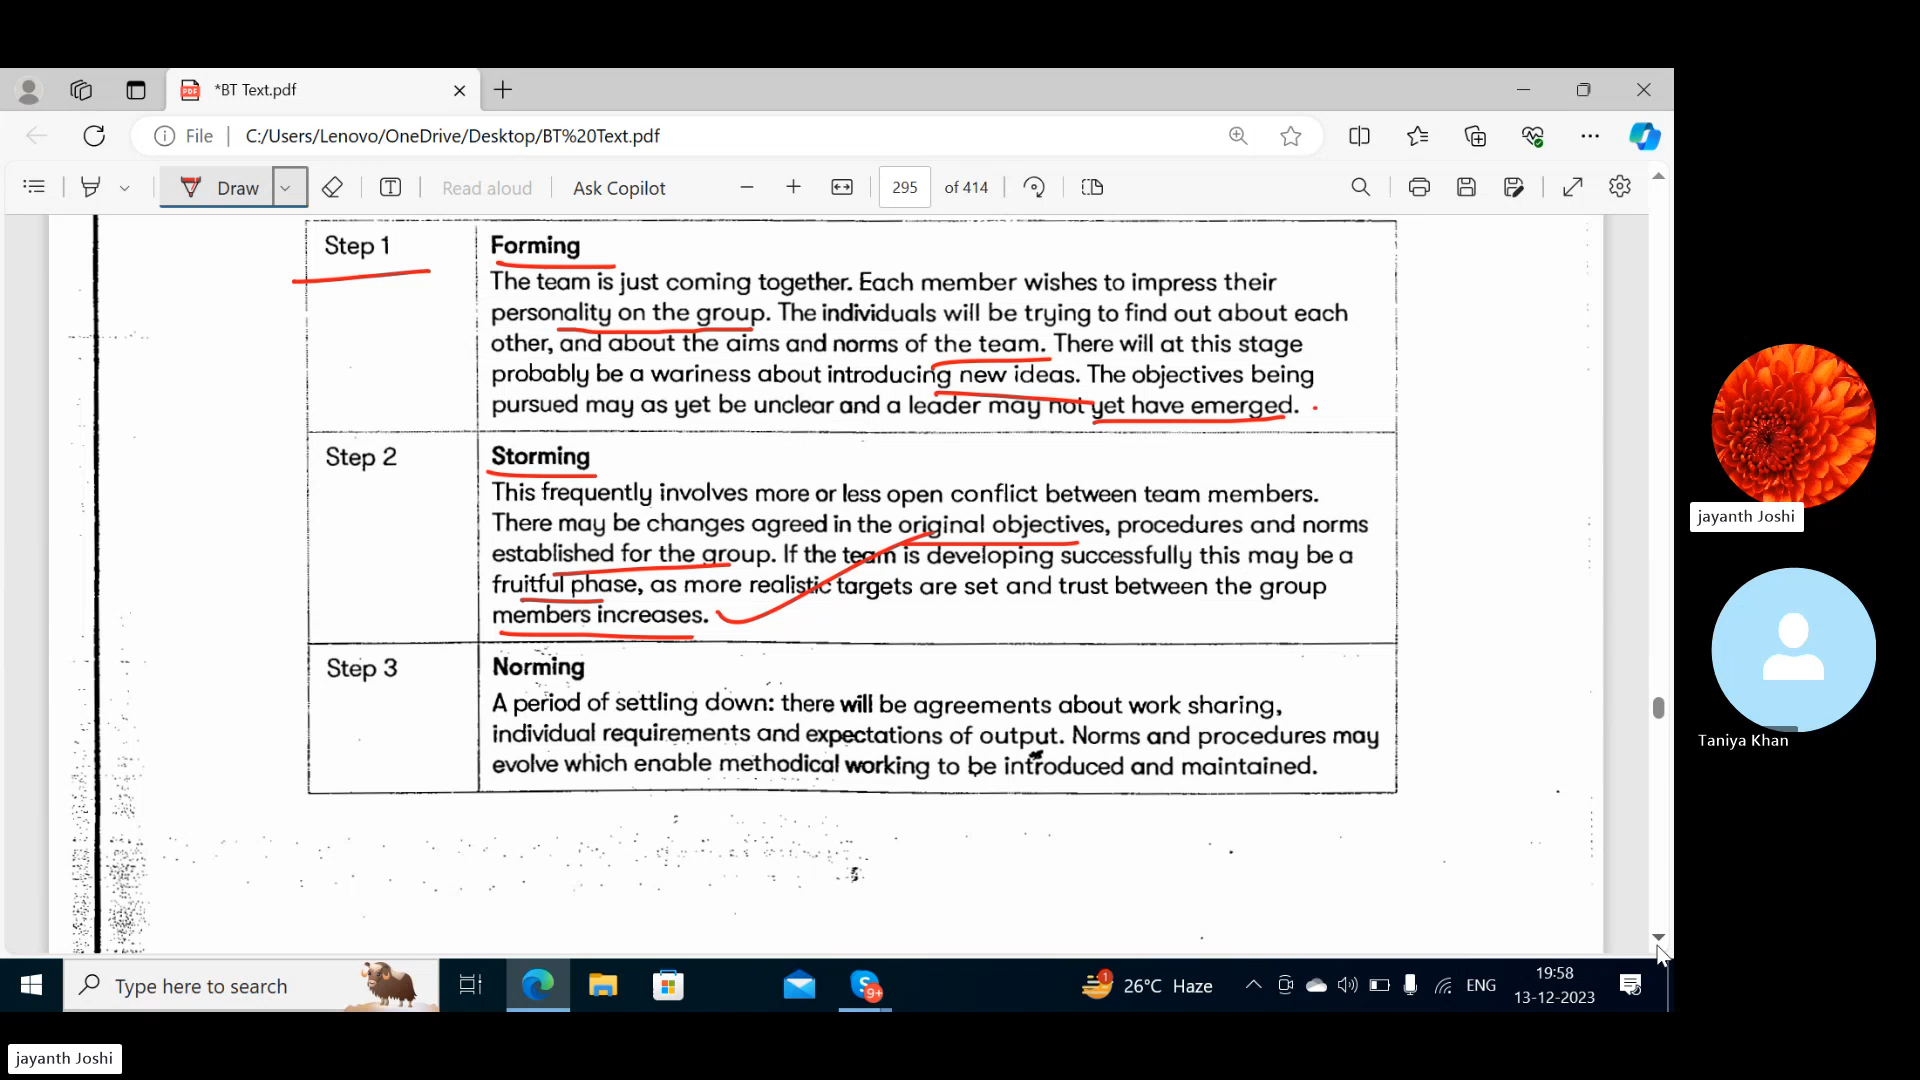 *BT Text.pdf
File
C:/Users/Lenovo/OneDrive/Desktop/BT%20Text.pdf
Draw
Read aloud
Ask Copilot
295
of 414
Step 1
Forming
The team is just coming together. Each member wishes to impress their
personality on the group. The individuals will be trying to find out about each
other, and about the aims and norms of the team. There will at this stage
probably be a wariness about introducing new ideas. The objectives being
pursued may as yet be unclear and a leader may not yet have emerged.
Step 2
Storming
This frequently involves more or less open conflict between team members.
There may be changes agreed in the original objectives, procedures and norms
established for the group. If the team is developing successfully this may be a
fruitful phase, as more realistic targets are set and trust between the group
members increases.
Step 3
Norming
A period of settling down: there will be agreements about work sharing,
individual requirements and expectations of output. Norms and procedures may
evolve which enable methodical working to be introduced and maintained.
jayanth Joshi
Taniya Khan
Type here to search
9+
1
26°C Haze
ENG
19:58
13-12-2023
jayanth Joshi